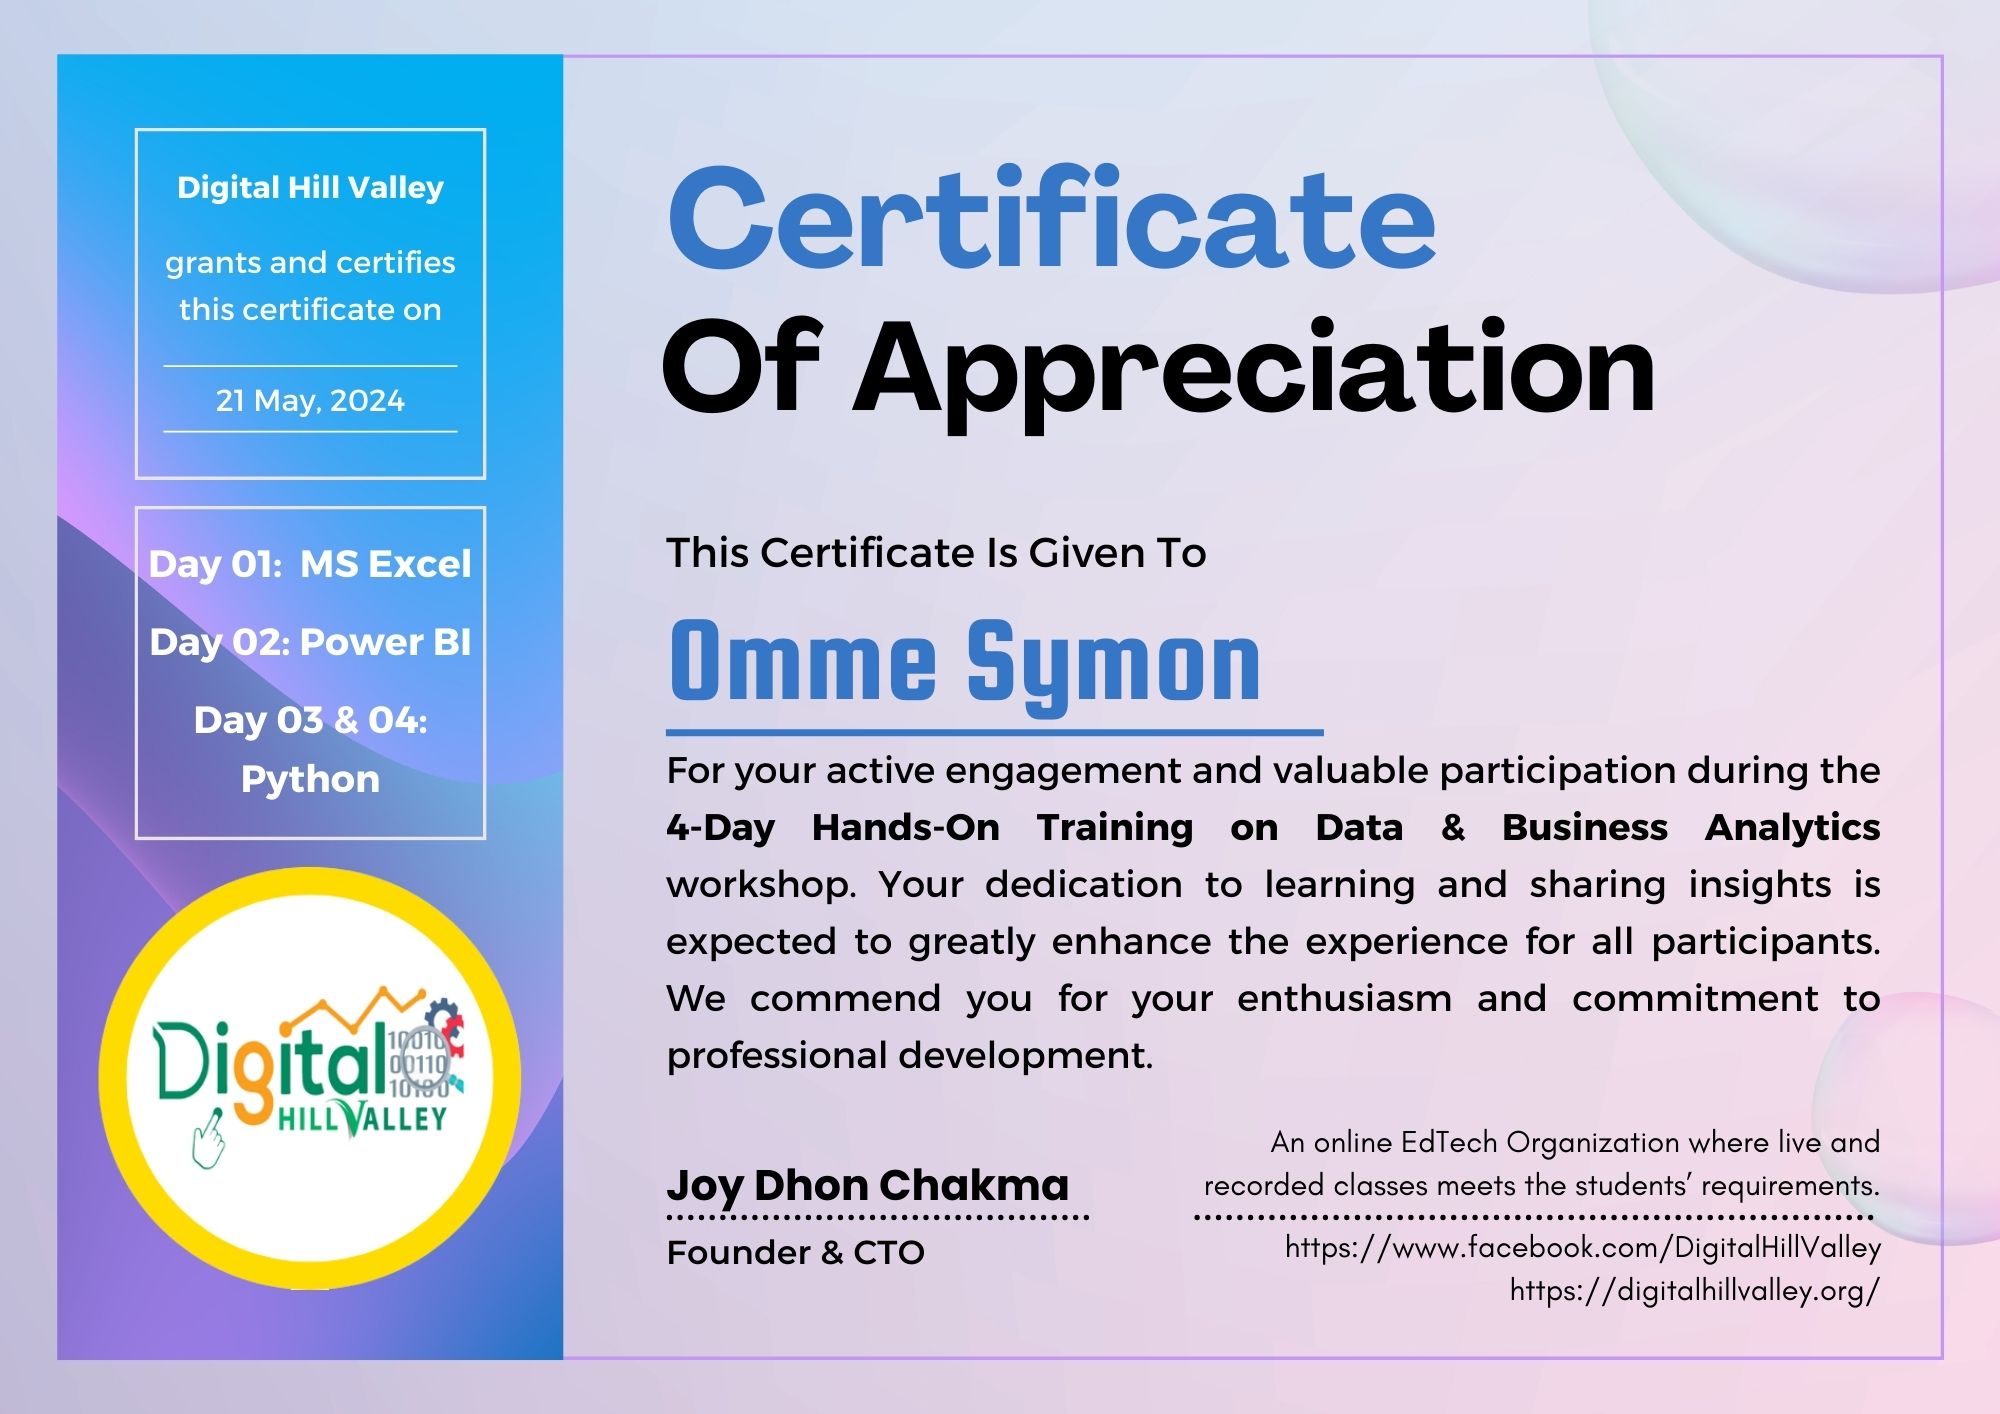 Digital Hill Valley
grants and certifies
this certificate on
21 May, 2024
Day 01: MS Excel
Day 02: Power BI
Day 03 & 04:
Python
Digital
10010
00110
10100
HILL VALLEY
Certificate
Of Appreciation
This Certificate Is Given To
Omme Symon
For your active engagement and valuable participation during the
4-Day Hands-On Training on Data & Business Analytics
workshop. Your dedication to learning and sharing insights is
expected to greatly enhance the experience for all participants.
We commend you for your enthusiasm and commitment to
professional development.
Joy Dhon Chakma
Founder & CTO
An online EdTech Organization where live and
recorded classes meets the students’ requirements.
https://www.facebook.com/DigitalHillValley
https://digitalhillvalley.org/